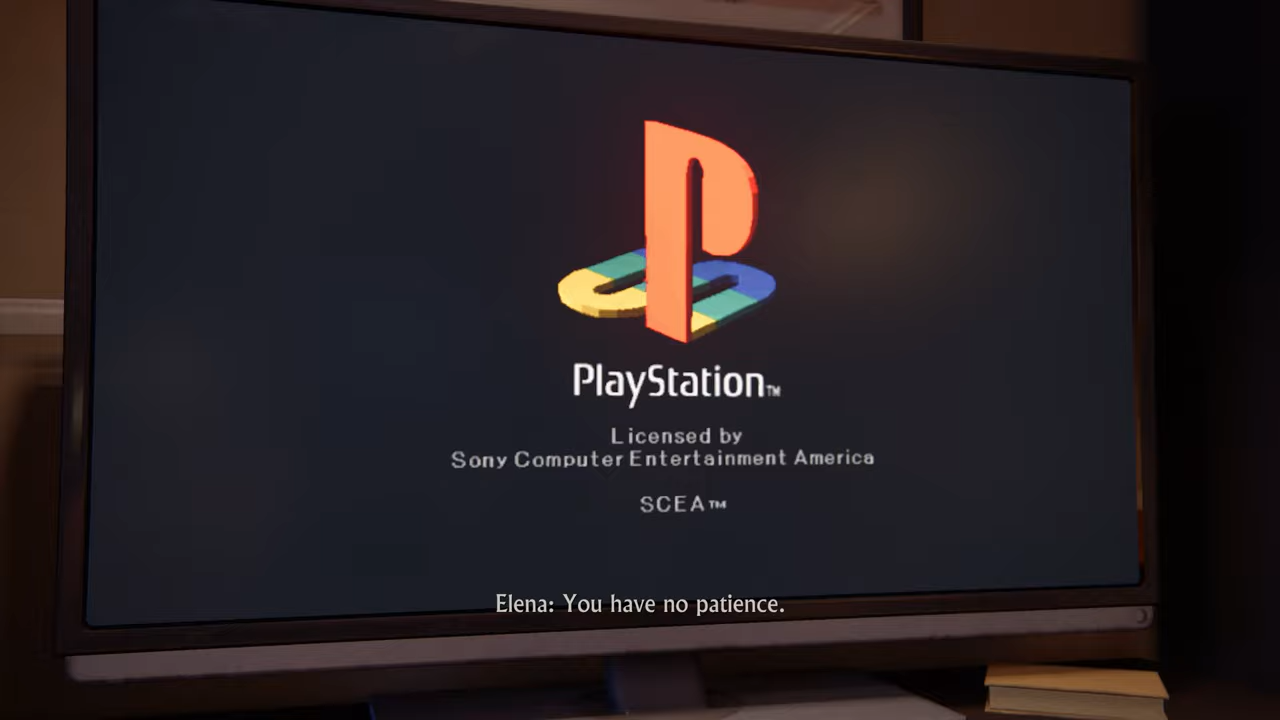 PlayStation™
Licensed by
Sony Computer Entertainment America
SCEA™
Elena: You have no patience.